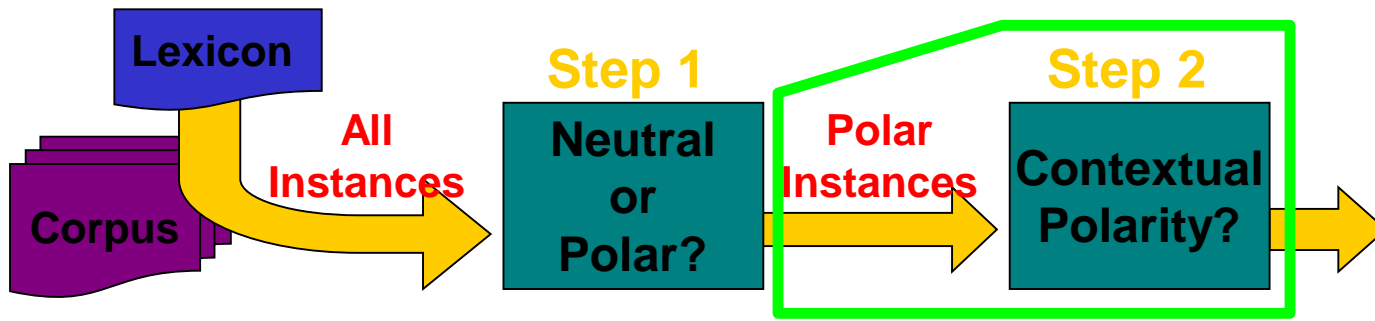 Lexicon
Corpus
All
Instances
Step 1
Neutral
or
Polar?
Polar
Instances
Step 2
Contextual
Polarity?